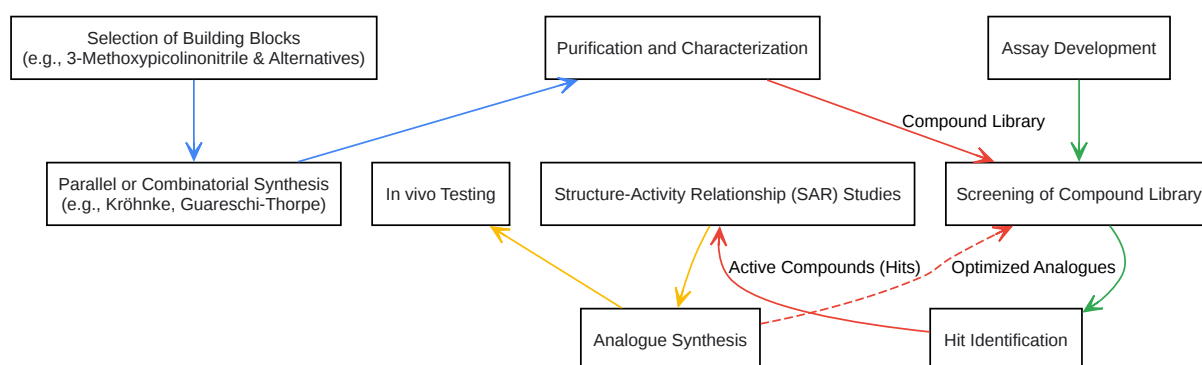 Selection of Building Blocks
(e.g., 3-Methoxypicolinonitrile & Alternatives)
Purification and Characterization
Assay Development
Compound Library
Parallel or Combinatorial Synthesis
(e.g., Kröhnke, Guareschi-Thorpe)
In vivo Testing
Structure-Activity Relationship (SAR) Studies
Screening of Compound Library
Active Compounds (Hits)
Optimized Analogues
Analogue Synthesis
Hit Identification